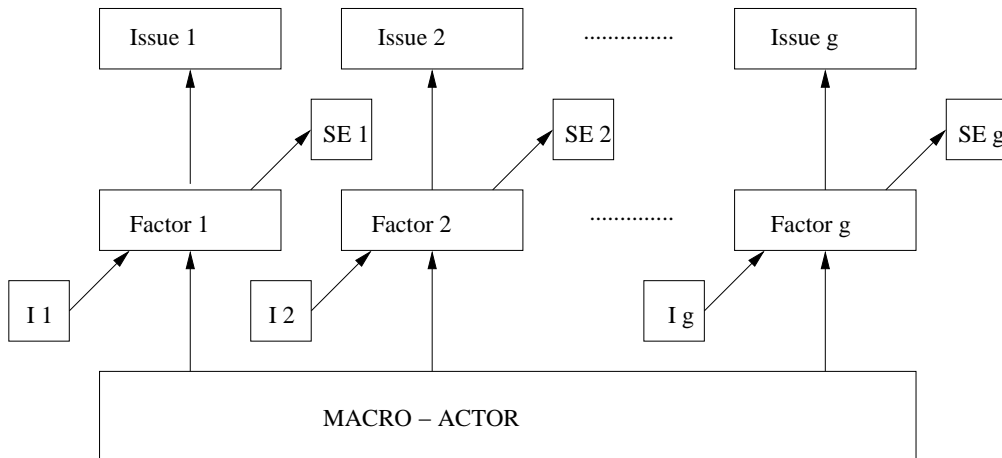 Issue 1 Issue 2 .............. Issue g
SE 1 SE 2 SE g
Factor 1 Factor 2 .............. Factor g
I 1 I 2 I g
MACRO – ACTOR